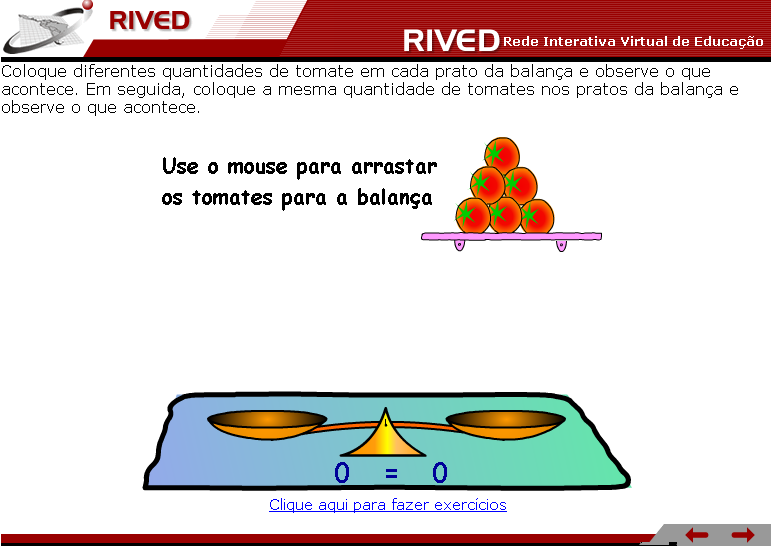 RIVED
RIVED Rede Interativa Virtual de Educação
Coloque diferentes quantidades de tomate em cada prato da balança e observe o que
acontece. Em seguida, coloque a mesma quantidade de tomates nos pratos da balança e
observe o que acontece.
Use o mouse para arrastar
os tomates para a balança
0 = 0
Clique aqui para fazer exercícios